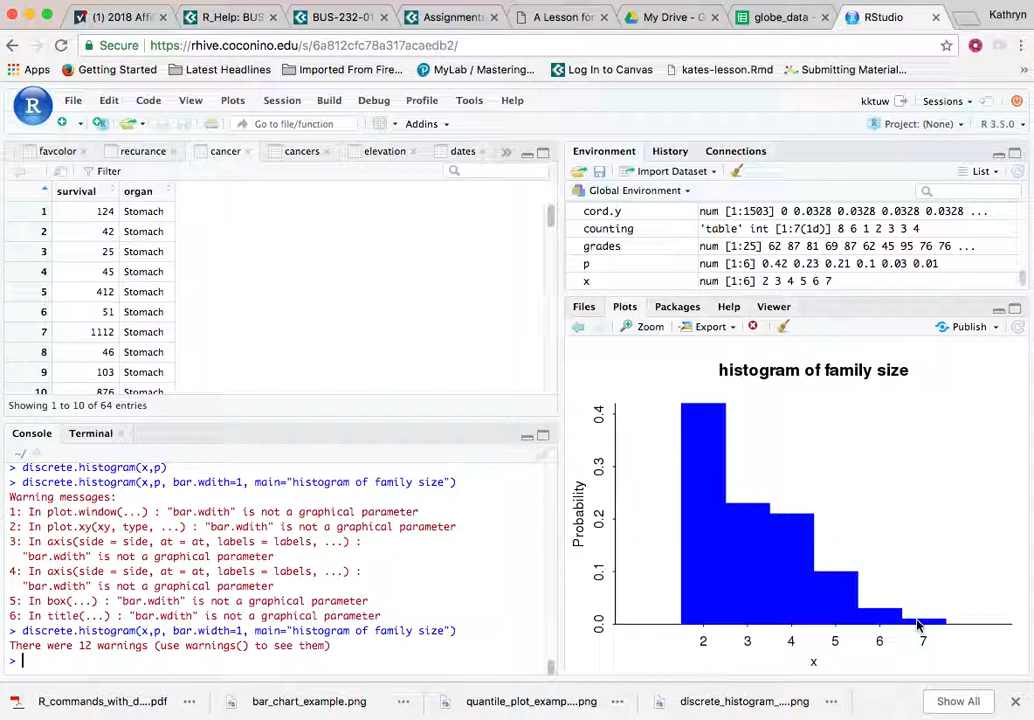 (1) 2018 Affil
R_Help: BUS
BUS-232-01
Assignments
A Lesson for
My Drive - G
globe_data -
RStudio
Kathryn
Secure
https://rhive.coconino.edu/s/6a812cfc78a317acaedb2/
Apps
Getting Started
Latest Headlines
Imported From Fire...
MyLab / Mastering...
Log In to Canvas
kates-lesson.Rmd
Submitting Material...
R
File Edit Code View Plots Session Build Debug Profile Tools Help
kktuw
Sessions
Go to file/function
Addins
Project: (None)
R 3.5.0
favcolor
recurance
cancer
cancers
elevation
dates
Filter
survival organ
1 124 Stomach
2 42 Stomach
3 25 Stomach
4 45 Stomach
5 412 Stomach
6 51 Stomach
7 1112 Stomach
8 46 Stomach
9 103 Stomach
10 876 Stomach
Showing 1 to 10 of 64 entries
Console
Terminal
~/
> discrete.histogram(x,p)
> discrete.histogram(x,p, bar.wdith=1, main="histogram of family size")
Warning messages:
1: In plot.window(...) : "bar.wdith" is not a graphical parameter
2: In plot.xy(xy, type, ...) : "bar.wdith" is not a graphical parameter
3: In axis(side = side, at = at, labels = labels, ...) :
"bar.wdith" is not a graphical parameter
4: In axis(side = side, at = at, labels = labels, ...) :
"bar.wdith" is not a graphical parameter
5: In box(...) : "bar.wdith" is not a graphical parameter
6: In title(...) : "bar.wdith" is not a graphical parameter
> discrete.histogram(x,p, bar.width=1, main="histogram of family size")
There were 12 warnings (use warnings() to see them)
>
Environment
History
Connections
Import Dataset
List
Global Environment
cord.y num [1:1503] 0 0.0328 0.0328 0.0328 0.0328 ...
counting 'table' int [1:7(1d)] 8 6 1 2 3 3 4
grades num [1:25] 62 87 81 69 87 62 45 95 76 76 ...
p num [1:6] 0.42 0.23 0.21 0.1 0.03 0.01
x num [1:6] 2 3 4 5 6 7
Files
Plots
Packages
Help
Viewer
Zoom
Export
Publish
histogram of family size
Probability
0.4
0.3
0.2
0.1
0.0
2 3 4 5 6 7
x
R_commands_with_d....pdf
bar_chart_example.png
quantile_plot_examp....png
discrete_histogram_....png
Show All